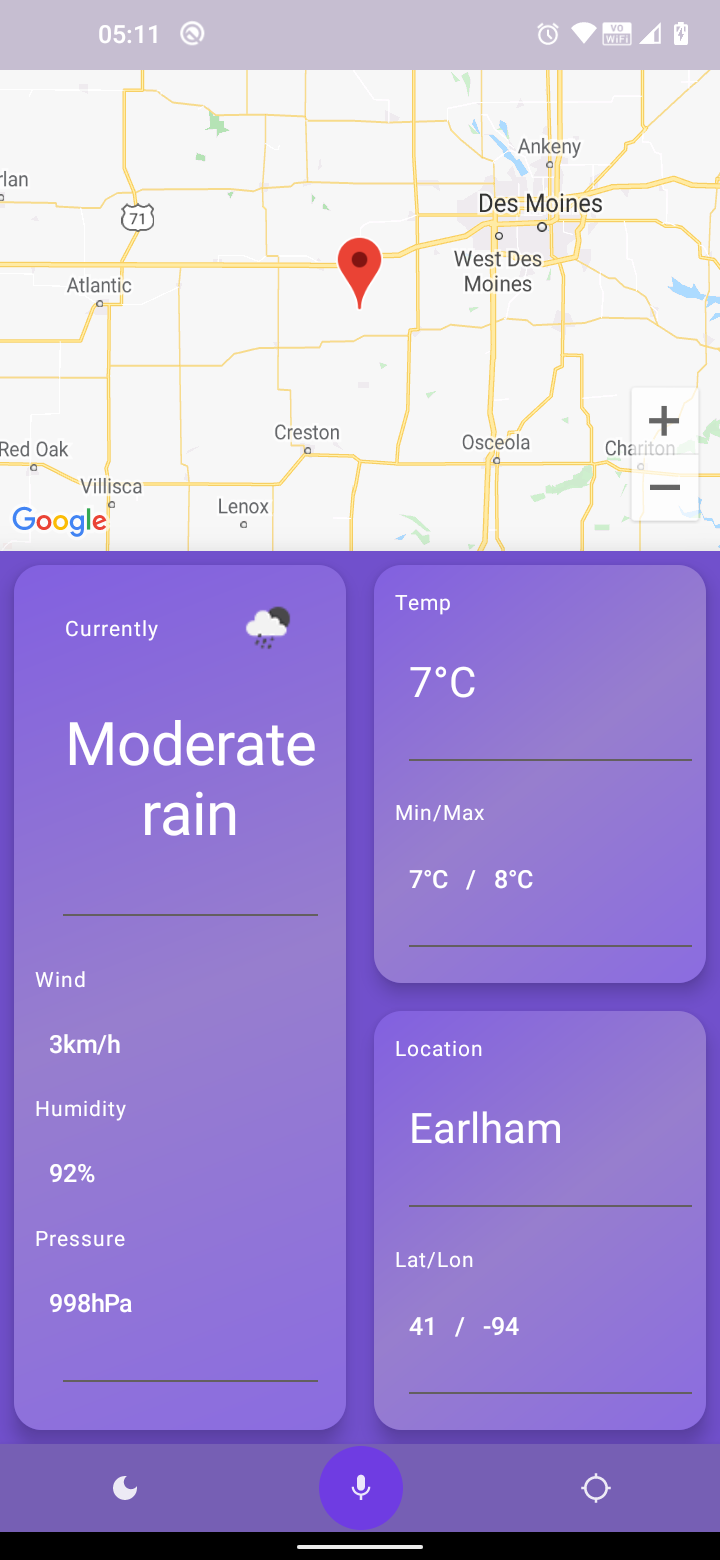 05:11
VO
WiFi
Ankeny
rlan
Des Moines
71
West Des
Moines
Atlantic
Creston
Osceola
Chariton
Red Oak
Villisca
Lenox
Google
Currently
Moderate
rain
Wind
3km/h
Humidity
92%
Pressure
998hPa
Temp
7°C
Min/Max
7°C / 8°C
Location
Earlham
Lat/Lon
41 / -94